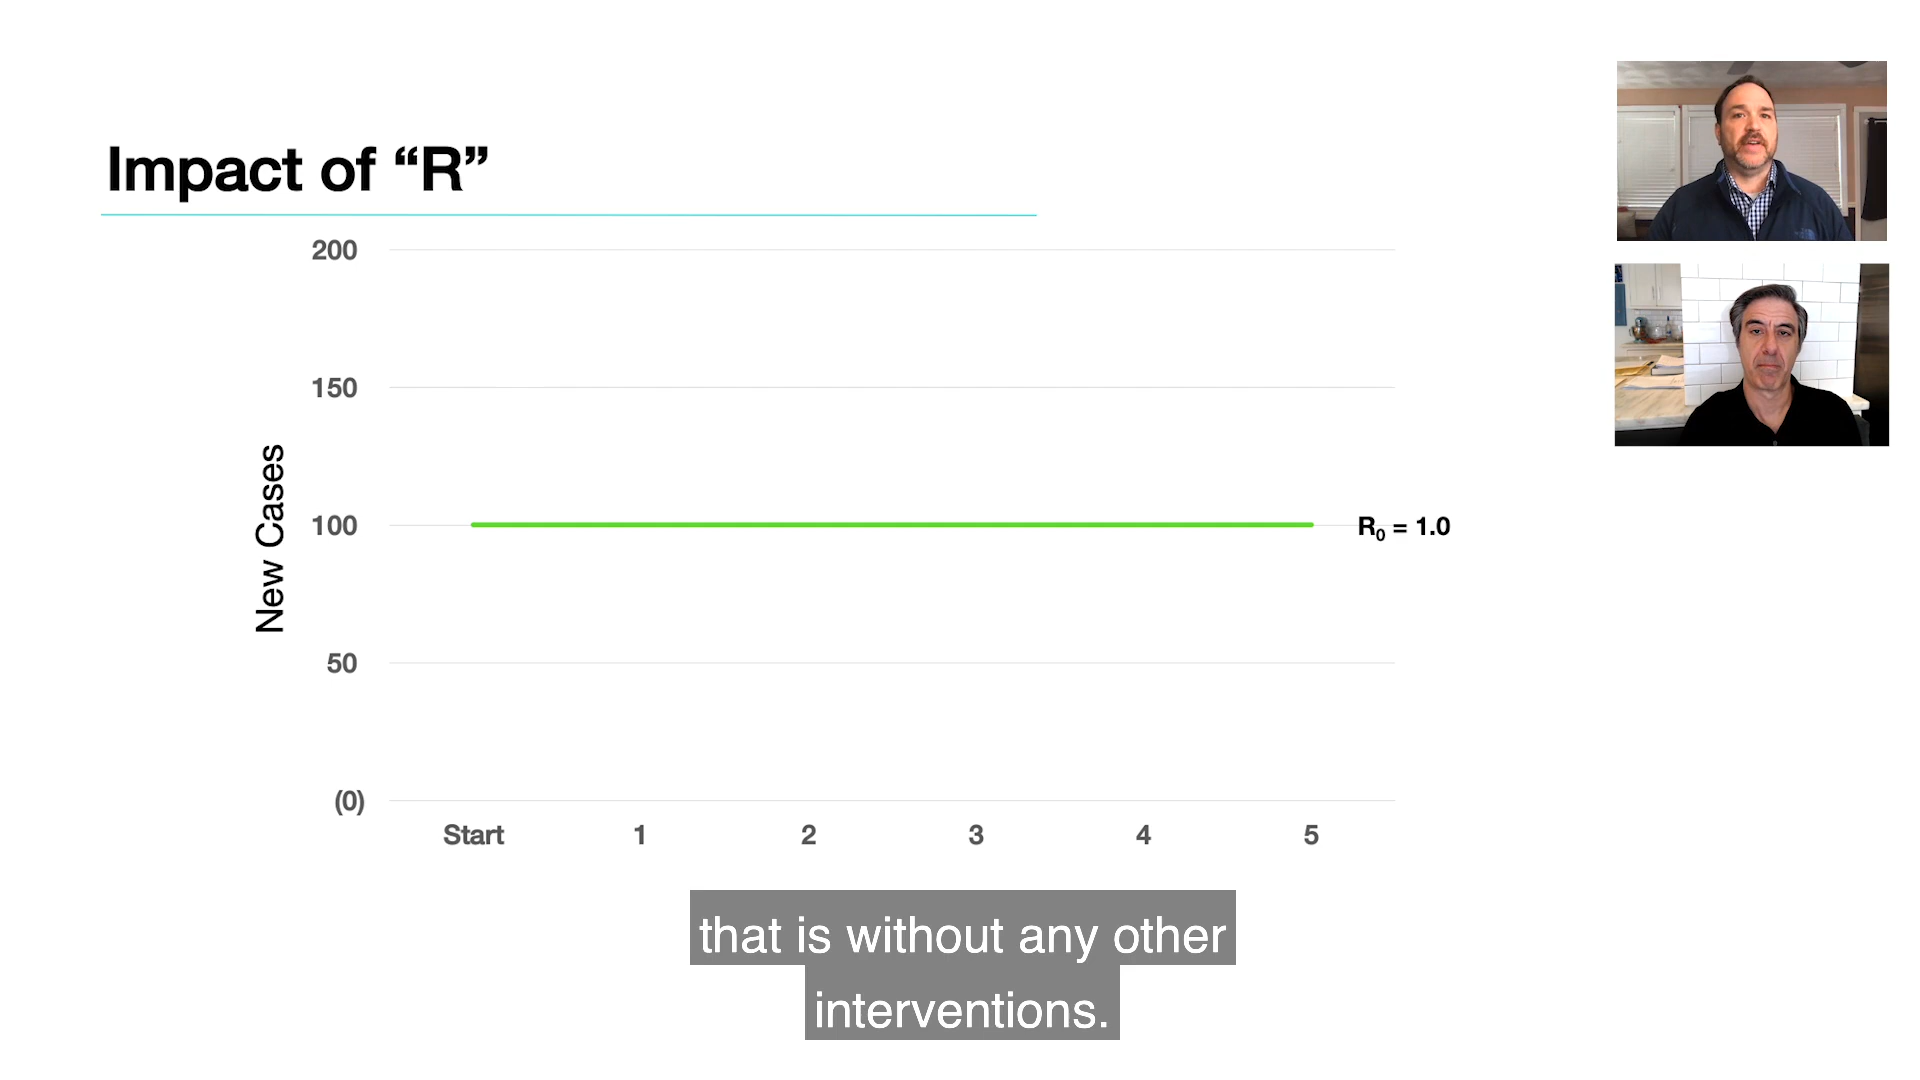 Impact of “R”
200
150
100
50
(0)
New Cases
R₀ = 1.0
Start 1 2 3 4 5
that is without any other
interventions.